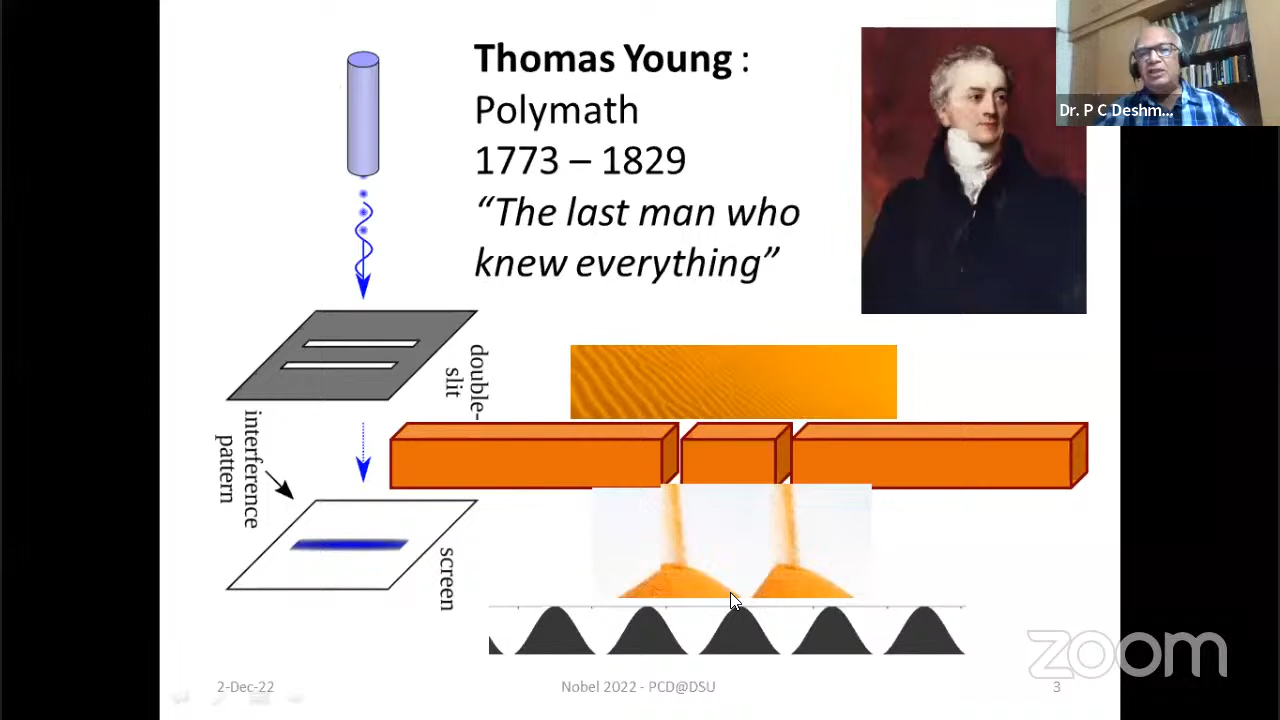 Thomas Young :
Polymath
1773 – 1829
“The last man who
knew everything”
Dr. P C Deshm...
double-
slit
interference
pattern
screen
zoom
2-Dec-22
Nobel 2022 - PCD@DSU
3